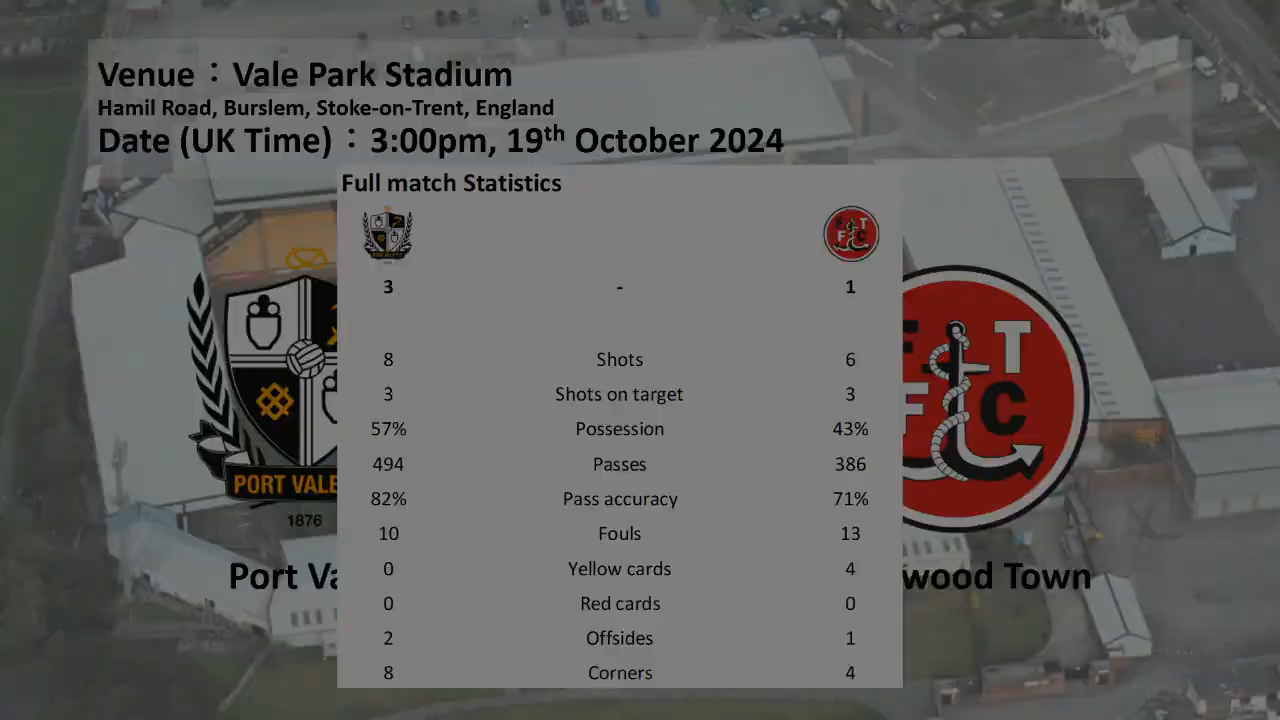 Venue：Vale Park Stadium
Hamil Road, Burslem, Stoke-on-Trent, England
Date (UK Time)：3:00pm, 19th October 2024
Full match Statistics
3 - 1
8 Shots 6
3 Shots on target 3
57% Possession 43%
494 Passes 386
82% Pass accuracy 71%
10 Fouls 13
0 Yellow cards 4
0 Red cards 0
2 Offsides 1
8 Corners 4
PORT VALE
1876
F T
F C
Port Va
wood Town